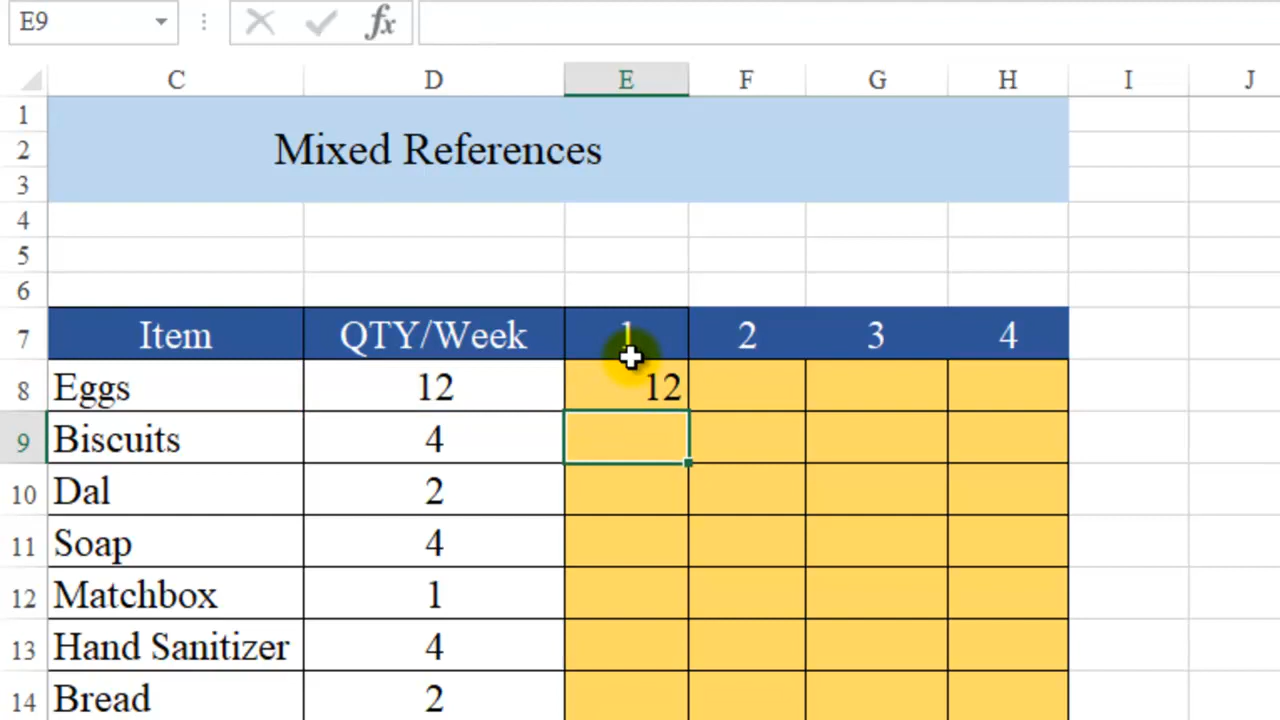 E9 fx
C D E F G H I J
1
2 Mixed References
3
4
5
6
7 Item QTY/Week 1 2 3 4
8 Eggs 12 12
9 Biscuits 4
10 Dal 2
11 Soap 4
12 Matchbox 1
13 Hand Sanitizer 4
14 Bread 2